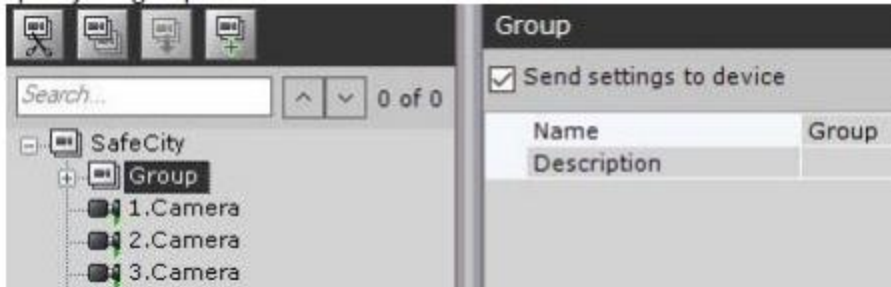 Group
Send settings to device
Search...
0 of 0
Name Group
Description
SafeCity
Group
1.Camera
2.Camera
3.Camera